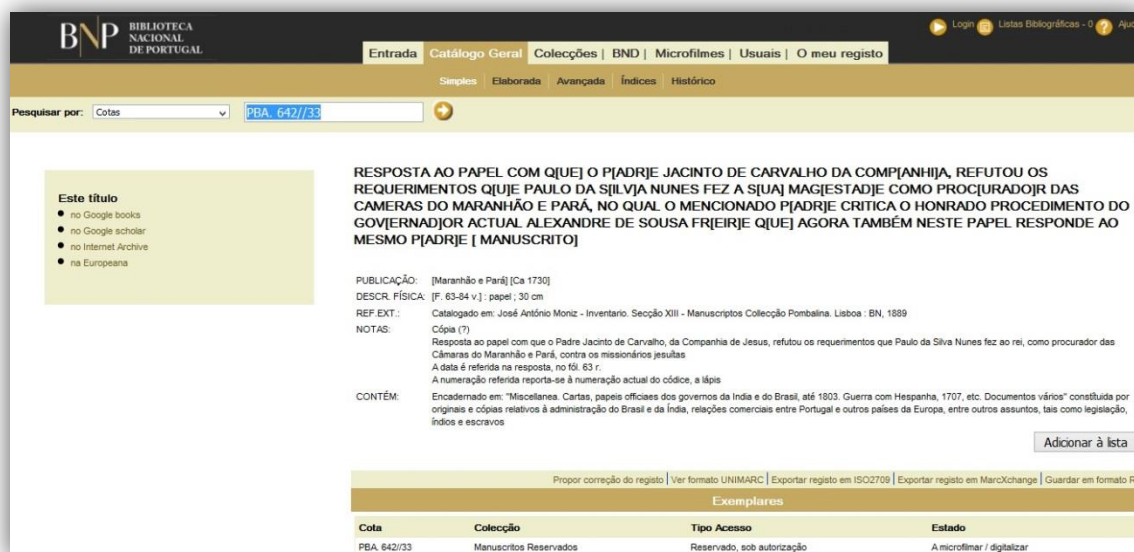 BNP BIBLIOTECA
NACIONAL
DE PORTUGAL
Login Listas Bibliográficas - 0
Entrada Catálogo Geral Colecções | BND | Microfilmes | Usuais | O meu registo
Simples Elaborada Avançada Índices Histórico
Pesquisar por: Cotas PBA. 642//33
Este título
no Google books
no Google scholar
no Internet Archive
na Europeana
RESPOSTA AO PAPEL COM Q[UE] O P[ADR]E JACINTO DE CARVALHO DA COMP[ANHI]A, REFUTOU OS
REQUERIMENTOS Q[U]E PAULO DA S[ILV]A NUNES FEZ A S[UA] MAG[ESTAD]E COMO PROC[URADO]R DAS
CAMERAS DO MARANHÃO E PARÁ, NO QUAL O MENCIONADO P[ADR]E CRITICA O HONRADO PROCEDIMENTO DO
GOV[ERNAD]OR ACTUAL ALEXANDRE DE SOUSA FR[EIR]E Q[UE] AGORA TAMBÉM NESTE PAPEL RESPONDE AO
MESMO P[ADR]E [ MANUSCRITO]
PUBLICAÇÃO: [Maranhão e Pará] [Ca 1730]
DESCR. FÍSICA: [F. 63-84 v.] : papel ; 30 cm
REF.EXT.: Catalogado em: José António Moniz - Inventario. Secção XIII - Manuscriptos Collecção Pombalina. Lisboa : BN, 1889
NOTAS: Cópia (?)
Resposta ao papel com que o Padre Jacinto de Carvalho, da Companhia de Jesus, refutou os requerimentos que Paulo da Silva Nunes fez ao rei, como procurador das
Câmaras do Maranhão e Pará, contra os missionários jesuítas
A data é referida na resposta, no fól. 63 r.
A numeração referida reporta-se à numeração actual do códice, a lápis
CONTÉM: Encadernado em: "Miscellanea. Cartas, papeis officiaes dos governos da India e do Brasil, até 1803. Guerra com Hespanha, 1707, etc. Documentos vários" constituída por
originais e cópias relativos à administração do Brasil e da Índia, relações comerciais entre Portugal e outros países da Europa, entre outros assuntos, tais como legislação,
índios e escravos
Adicionar à lista
Propor correção do registo | Ver formato UNIMARC | Exportar registo em ISO2709 | Exportar registo em MarcXchange | Guardar em formato
Exemplares
Cota Colecção Tipo Acesso Estado
PBA. 642//33 Manuscritos Reservados Reservado, sob autorização A microfilmar / digitalizar